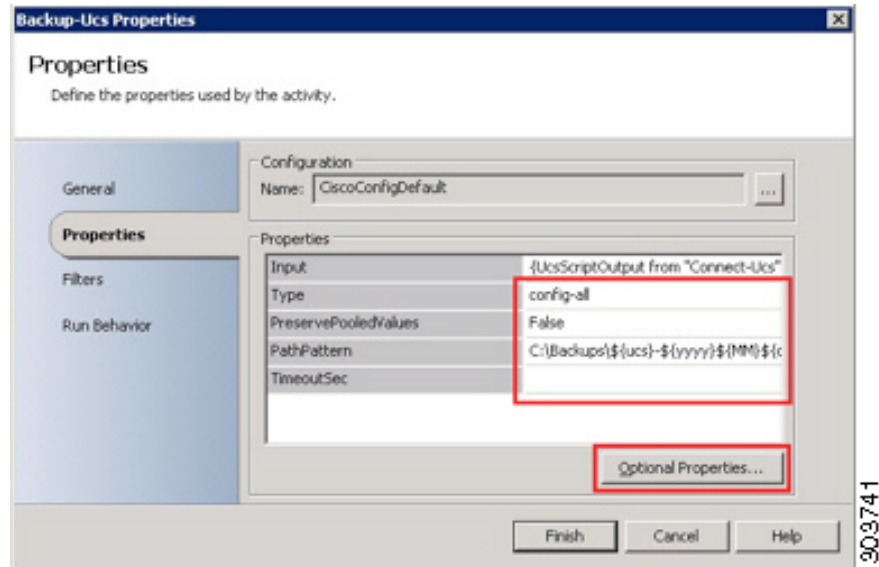 Backup-Ucs Properties
Properties
Define the properties used by the activity.
General
Properties
Filters
Run Behavior
Configuration
Name: CiscoConfigDefault ...
Properties
Input {UcsScriptOutput from "Connect-Ucs"
Type config-all
PreservePooledValues False
PathPattern C:\Backups\${ucs}-${yyyy}${MM}${c
TimeoutSec
Optional Properties...
Finish Cancel Help
303741